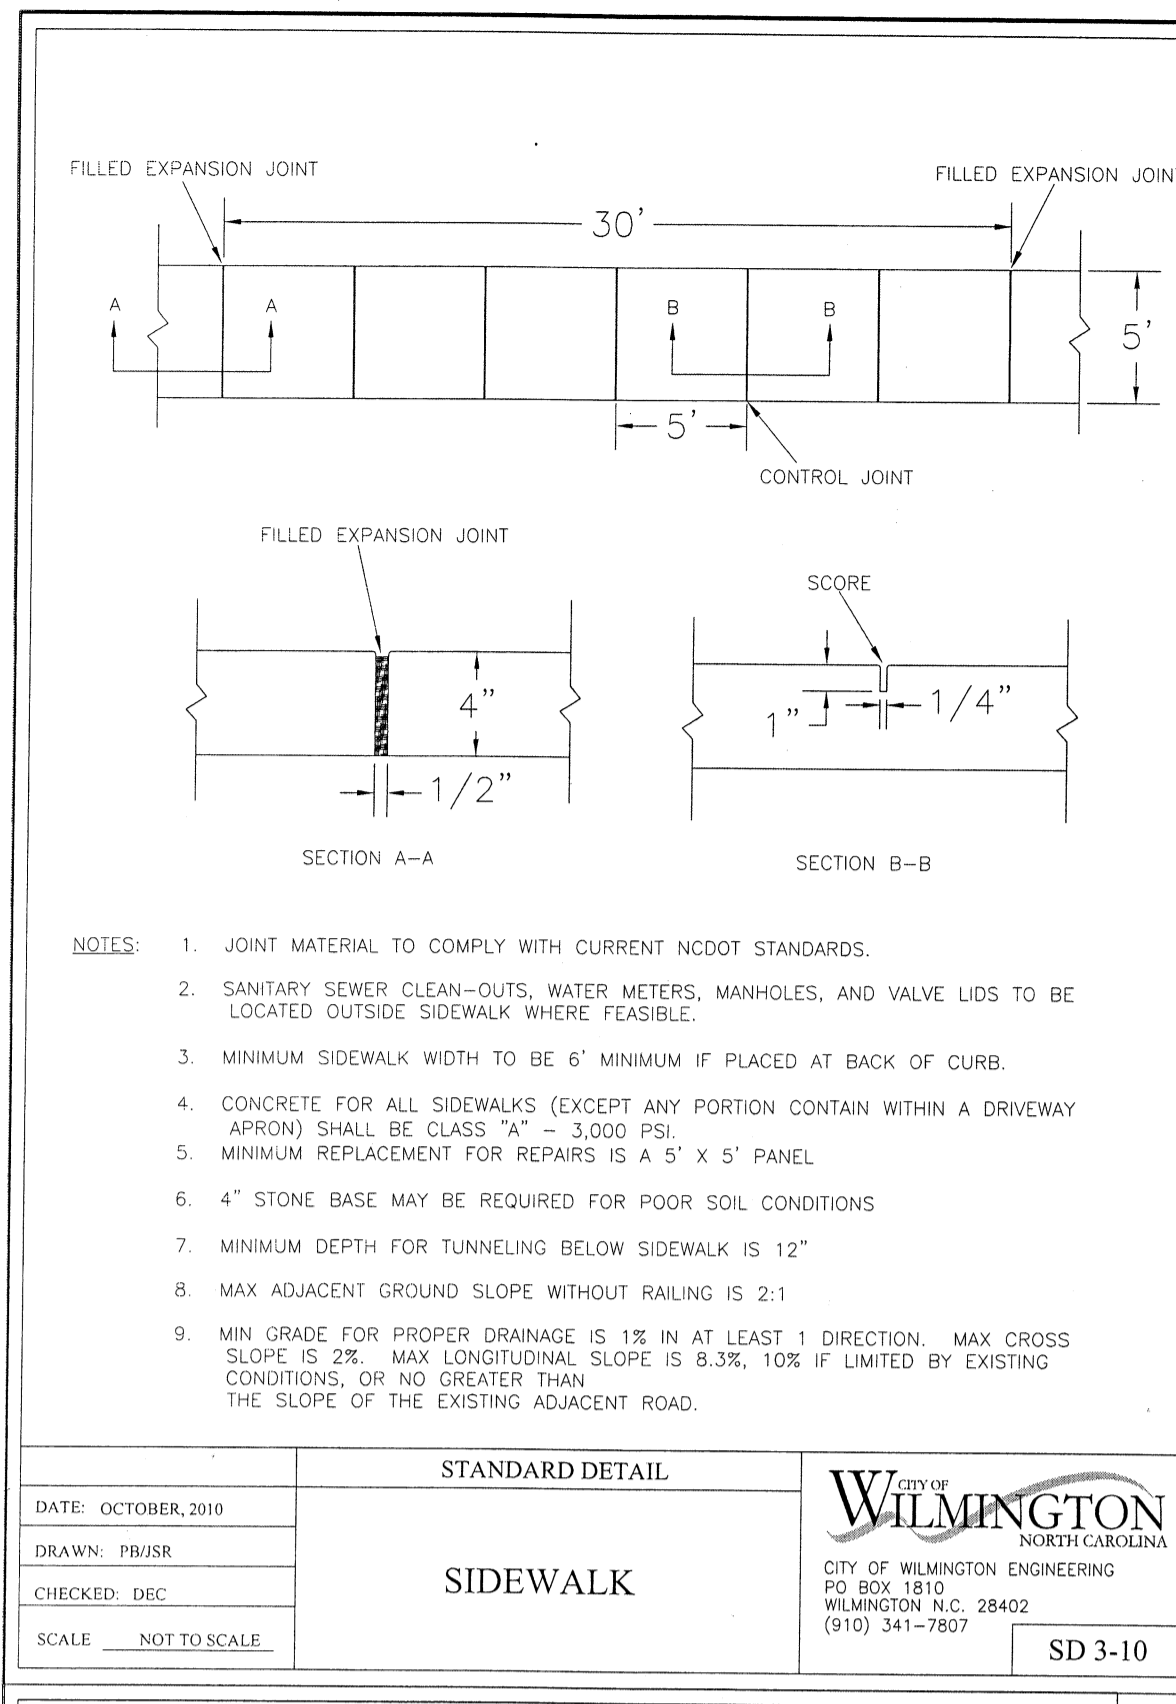 FILLED EXPANSION JOINT
FILLED EXPANSION JOIN
30'
A
A
B
B
5'
5'
CONTROL JOINT
FILLED EXPANSION JOINT
SCORE
4"
1"
1/4"
1/2"
SECTION A-A
SECTION B-B
NOTES:
1. JOINT MATERIAL TO COMPLY WITH CURRENT NCDOT STANDARDS.
2. SANITARY SEWER CLEAN-OUTS, WATER METERS, MANHOLES, AND VALVE LIDS TO BE
LOCATED OUTSIDE SIDEWALK WHERE FEASIBLE.
3. MINIMUM SIDEWALK WIDTH TO BE 6' MINIMUM IF PLACED AT BACK OF CURB.
4. CONCRETE FOR ALL SIDEWALKS (EXCEPT ANY PORTION CONTAIN WITHIN A DRIVEWAY
APRON) SHALL BE CLASS "A" - 3,000 PSI.
5. MINIMUM REPLACEMENT FOR REPAIRS IS A 5' X 5' PANEL
6. 4" STONE BASE MAY BE REQUIRED FOR POOR SOIL CONDITIONS
7. MINIMUM DEPTH FOR TUNNELING BELOW SIDEWALK IS 12"
8. MAX ADJACENT GROUND SLOPE WITHOUT RAILING IS 2:1
9. MIN GRADE FOR PROPER DRAINAGE IS 1% IN AT LEAST 1 DIRECTION. MAX CROSS
SLOPE IS 2%. MAX LONGITUDINAL SLOPE IS 8.3%, 10% IF LIMITED BY EXISTING
CONDITIONS, OR NO GREATER THAN
THE SLOPE OF THE EXISTING ADJACENT ROAD.
DATE: OCTOBER, 2010
DRAWN: PB/JSR
CHECKED: DEC
SCALE NOT TO SCALE
STANDARD DETAIL
SIDEWALK
CITY OF
WILMINGTON
NORTH CAROLINA
CITY OF WILMINGTON ENGINEERING
PO BOX 1810
WILMINGTON N.C. 28402
(910) 341-7807
SD 3-10